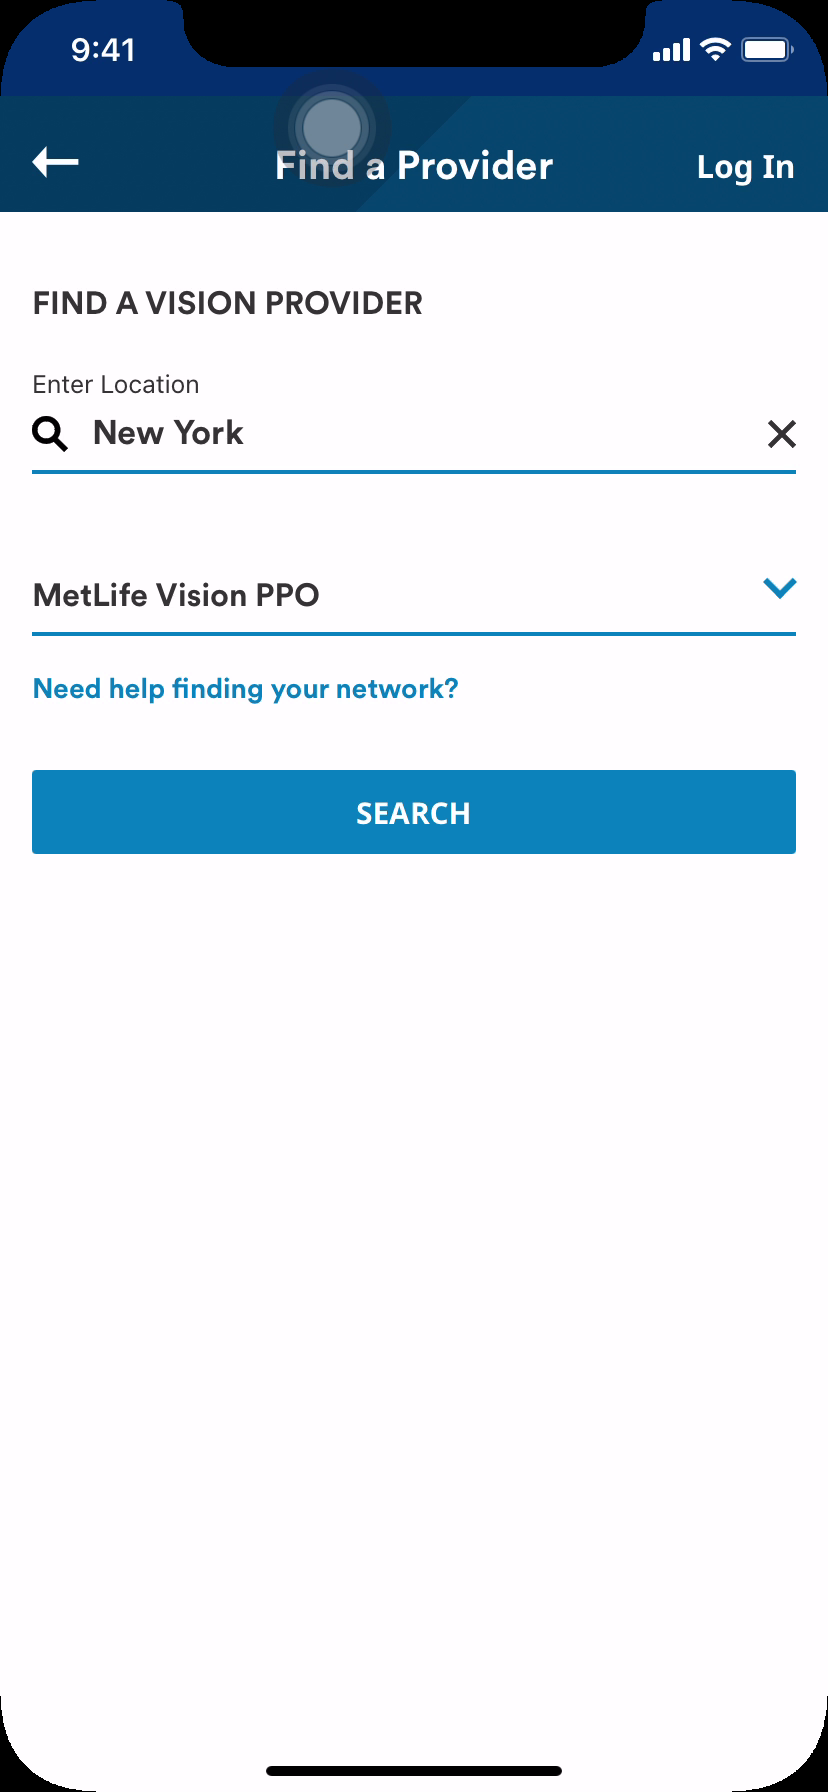 9:41
Find a Provider
Log In
FIND A VISION PROVIDER
Enter Location
New York
MetLife Vision PPO
Need help finding your network?
SEARCH